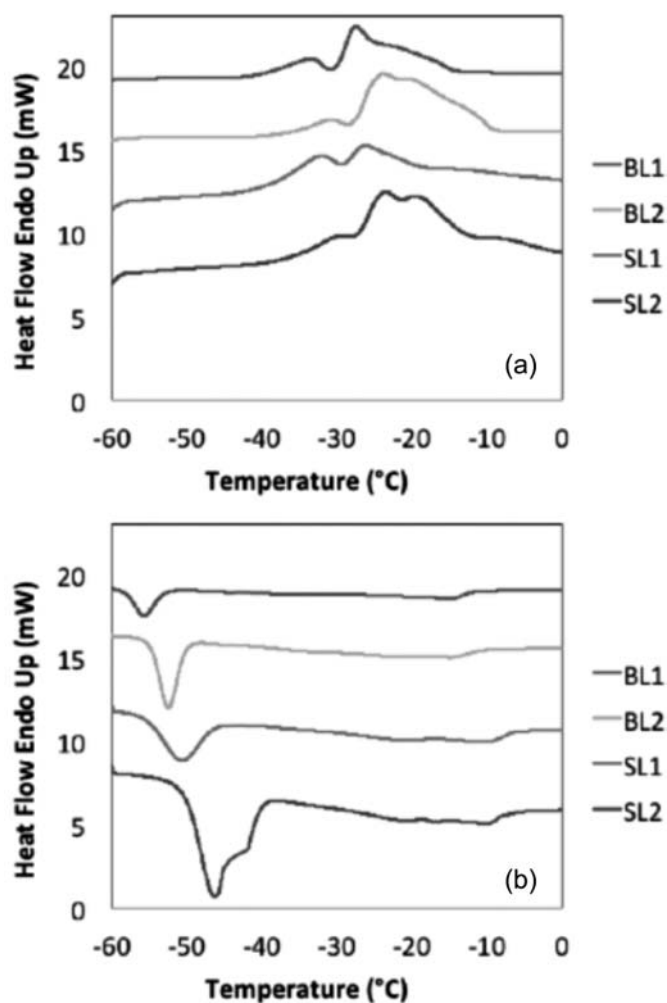 Heat Flow Endo Up (mW)
20
15
10
5
0
-60 -50 -40 -30 -20 -10 0
Temperature (°C)
(a)
BL1
BL2
SL1
SL2
Heat Flow Endo Up (mW)
20
15
10
5
0
-60 -50 -40 -30 -20 -10 0
Temperature (°C)
(b)
BL1
BL2
SL1
SL2